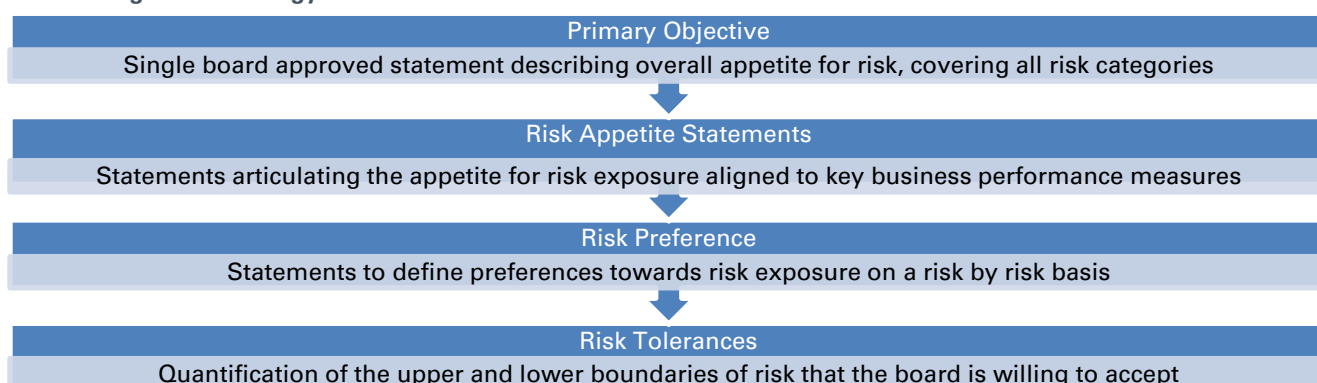 Primary Objective
Single board approved statement describing overall appetite for risk, covering all risk categories
Risk Appetite Statements
Statements articulating the appetite for risk exposure aligned to key business performance measures
Risk Preference
Statements to define preferences towards risk exposure on a risk by risk basis
Risk Tolerances
Quantification of the upper and lower boundaries of risk that the board is willing to accept